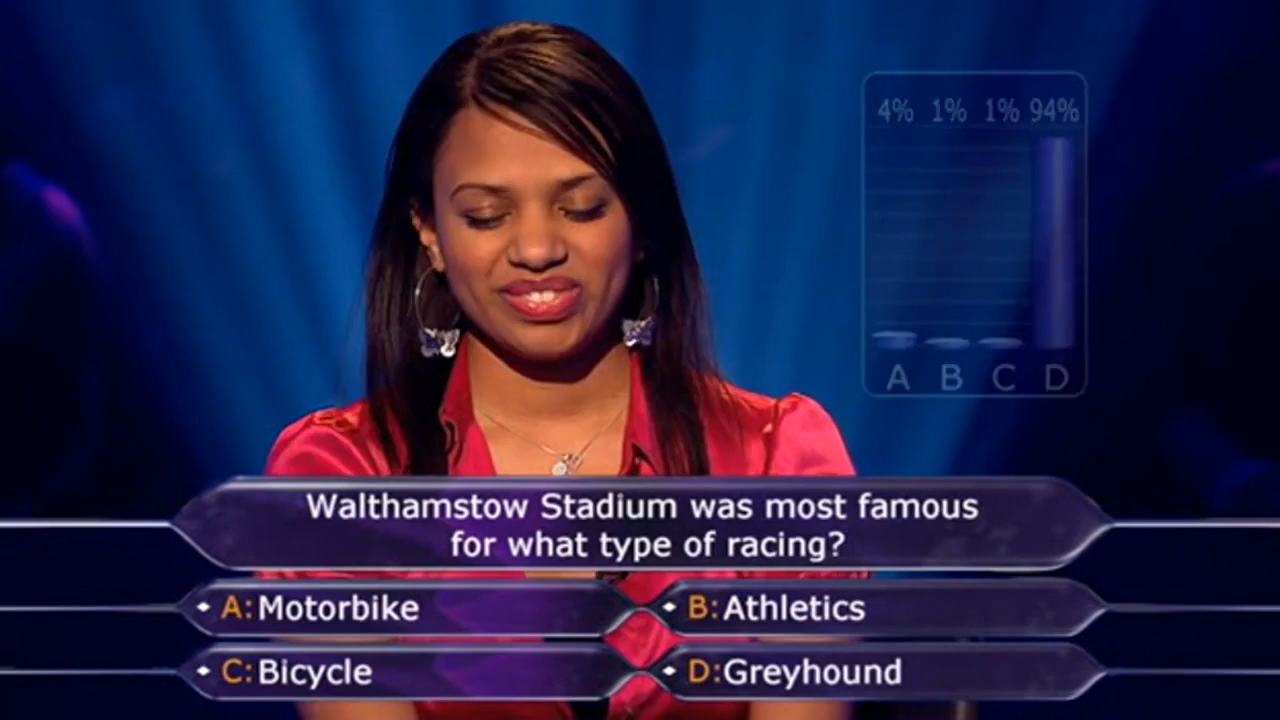 4% 1% 1% 94%
A B C D
Walthamstow Stadium was most famous
for what type of racing?
A: Motorbike
B: Athletics
C: Bicycle
D: Greyhound